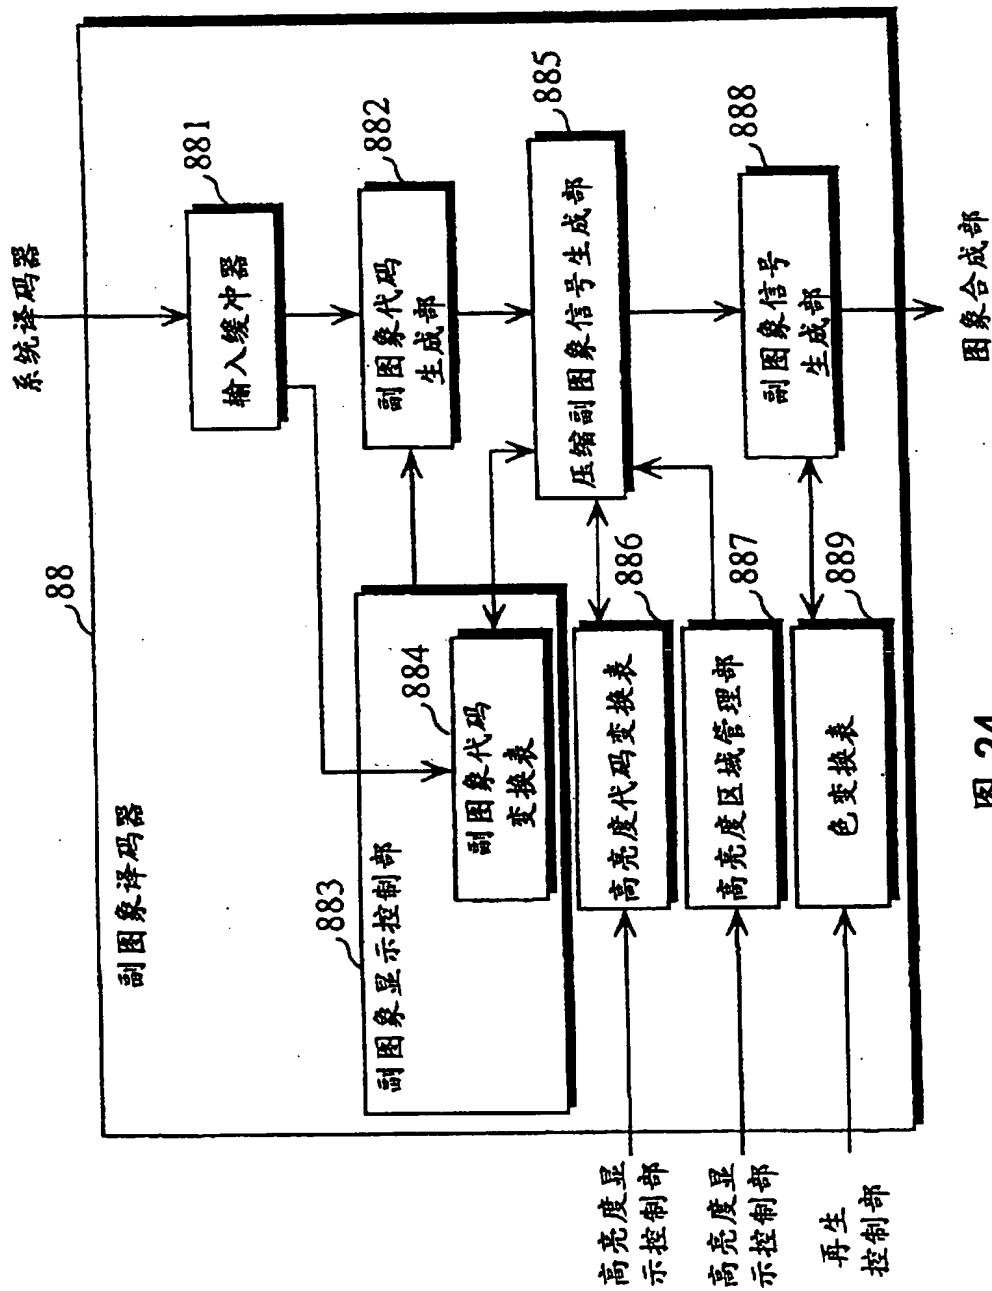 系统译码器
88
副图象译码器
881
输入缓冲器
882
副图象代码
生成部
883
副图象显示控制部
884
副图象代码
变换表
885
压缩副图象信号生成部
886
高亮度代码变换表
887
高亮度区域管理部
888
副图象信号
生成部
889
色变换表
高亮度显
示控制部
高亮度显
示控制部
再生
控制部
图象合成部
图 24